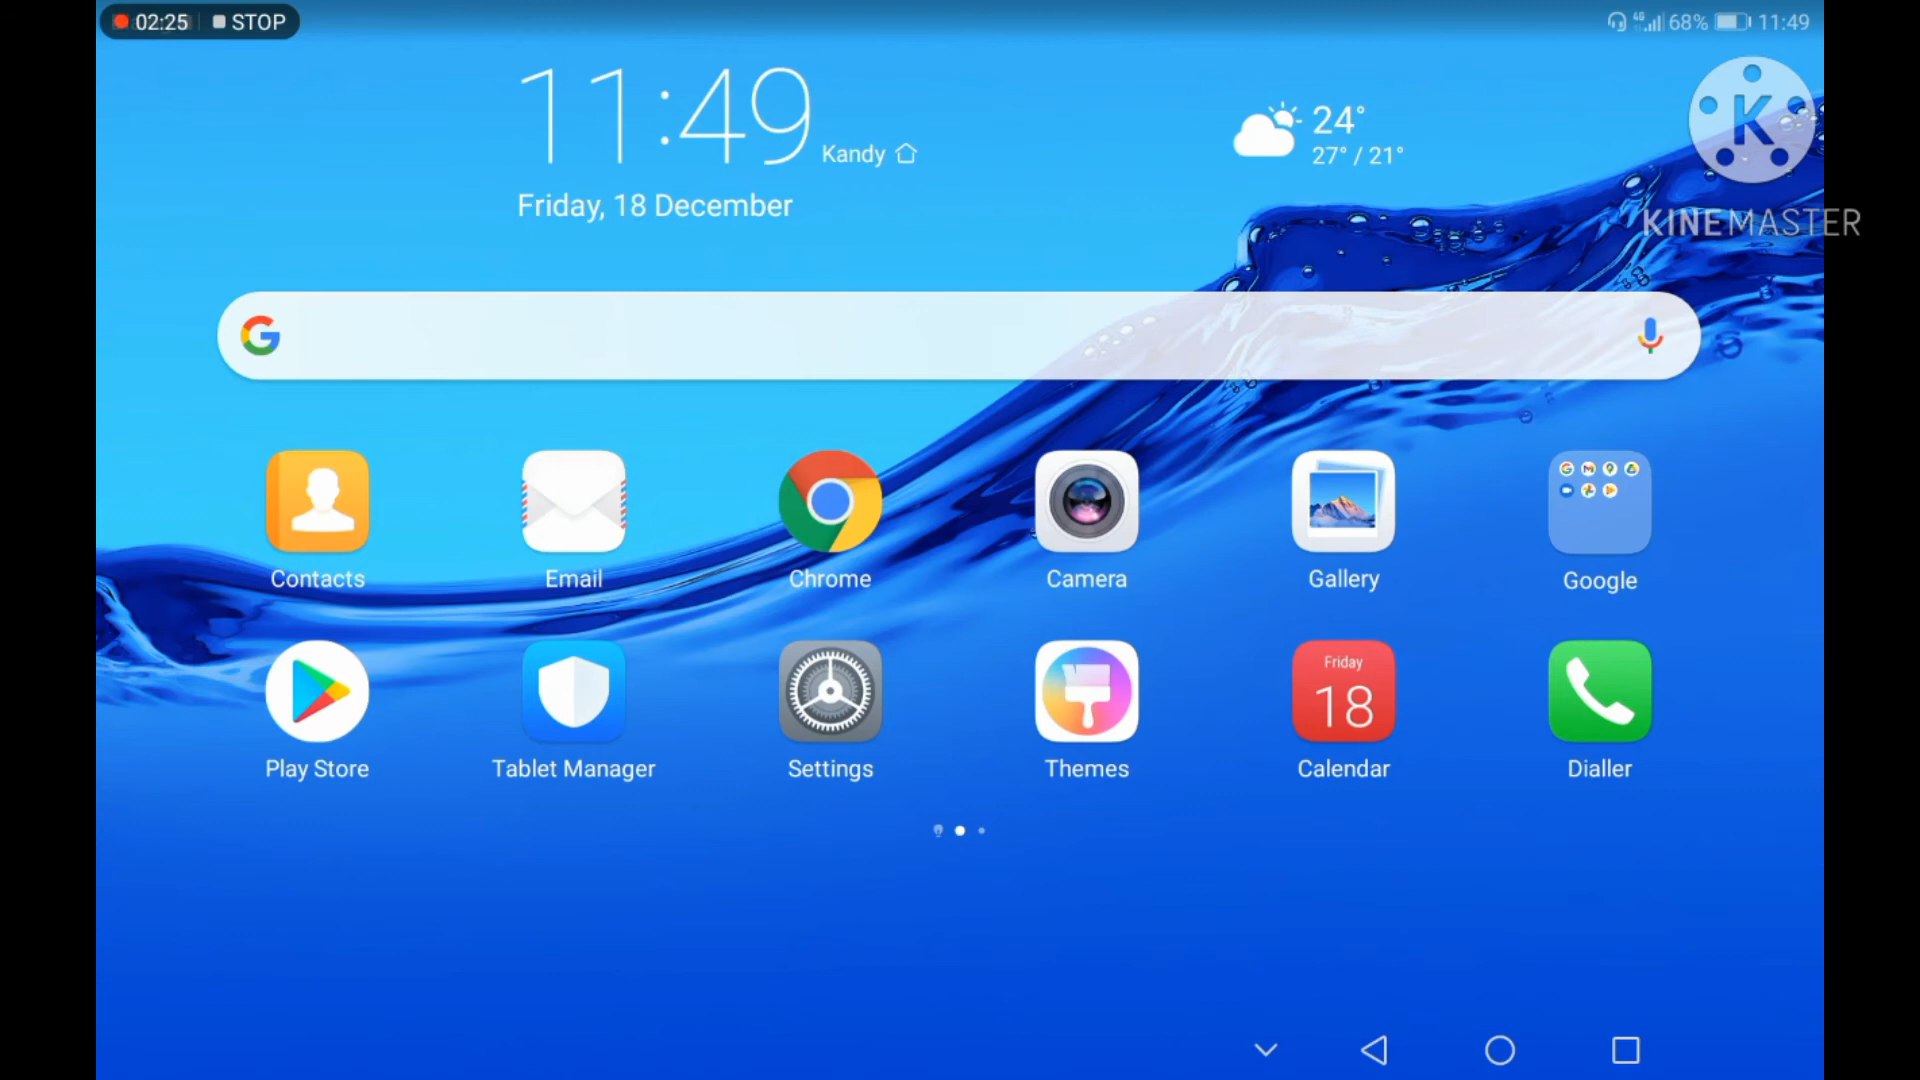 02:25 STOP
4G 68% 11:49
11:49 Kandy
Friday, 18 December
24°
27° / 21°
K
KINEMASTER
G
Contacts
Email
Chrome
Camera
Gallery
Google
Play Store
Tablet Manager
Settings
Themes
Friday
18
Calendar
Dialler